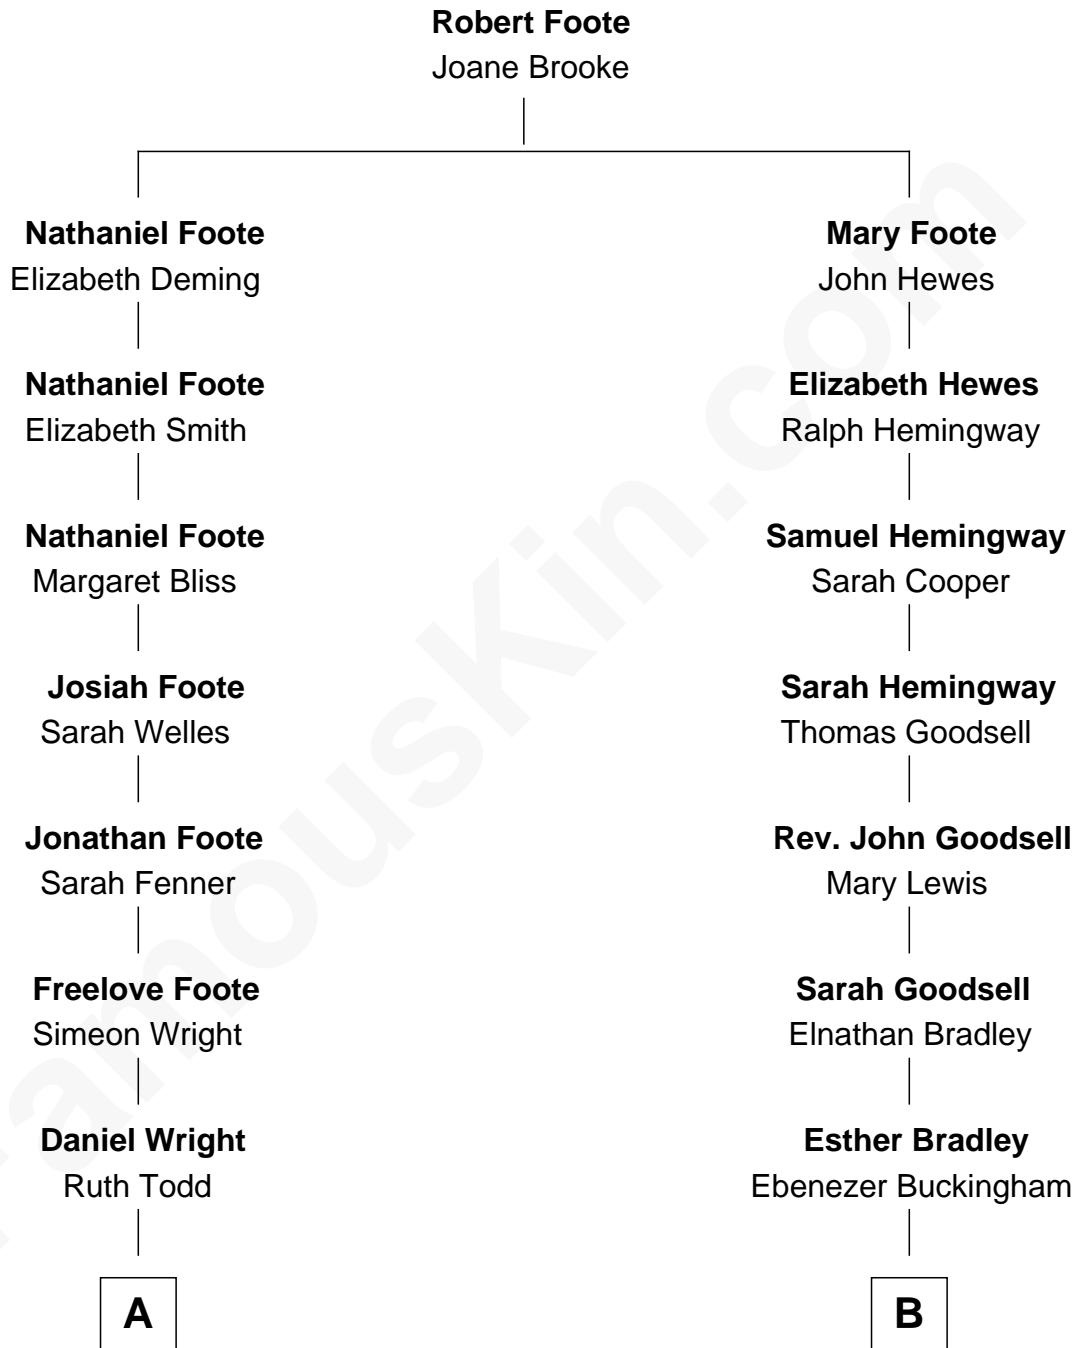 Robert Foote
Joane Brooke
Nathaniel Foote
Elizabeth Deming
Mary Foote
John Hewes
Nathaniel Foote
Elizabeth Smith
Elizabeth Hewes
Ralph Hemingway
Nathaniel Foote
Margaret Bliss
Samuel Hemingway
Sarah Cooper
Josiah Foote
Sarah Welles
Sarah Hemingway
Thomas Goodsell
Jonathan Foote
Sarah Fenner
Rev. John Goodsell
Mary Lewis
Freelove Foote
Simeon Wright
Sarah Goodsell
Elnathan Bradley
Daniel Wright
Ruth Todd
Esther Bradley
Ebenezer Buckingham
A
B
FamousKin.com